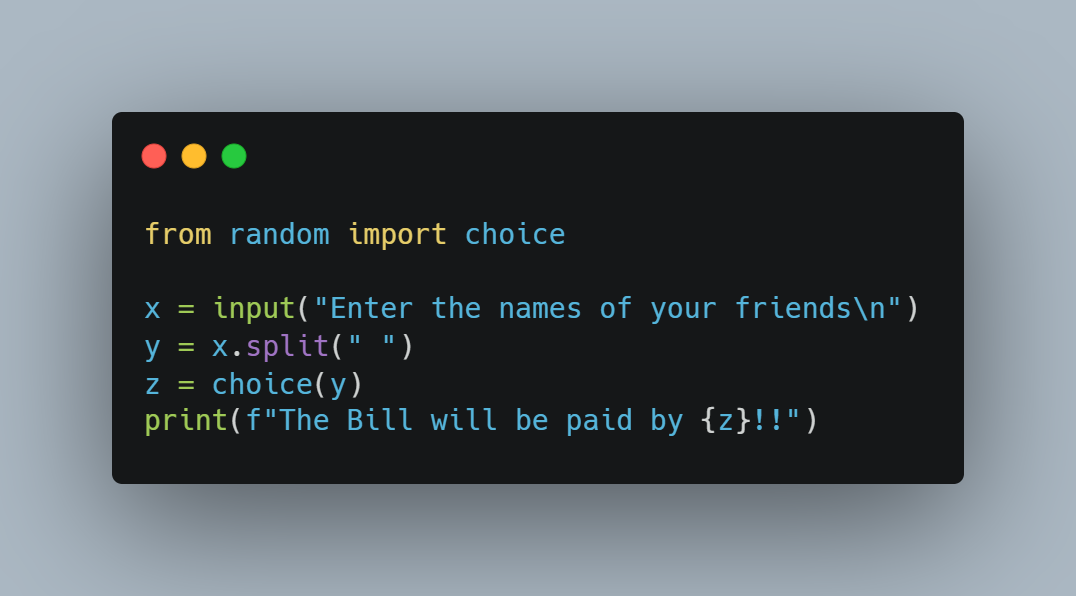 from random import choice
x = input("Enter the names of your friends\n")
y = x.split(" ")
z = choice(y)
print(f"The Bill will be paid by {z}!!")